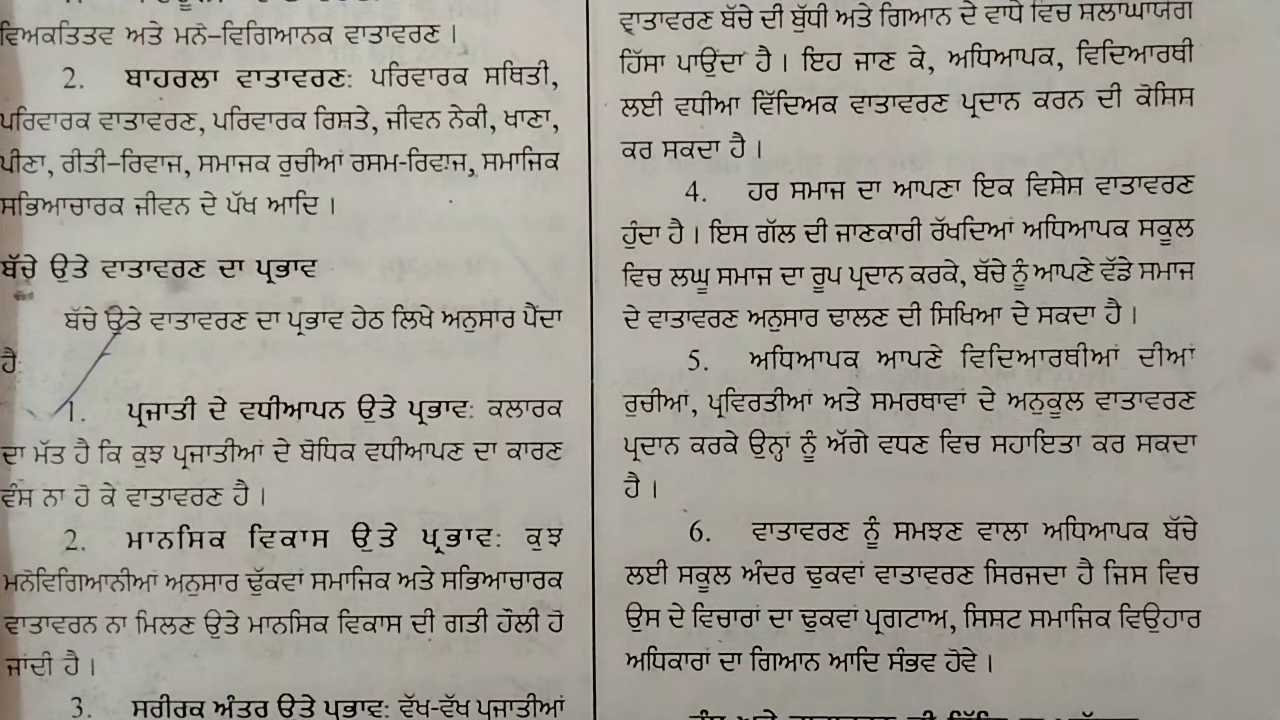 ਵਿਅਕਤਿਤਵ ਅਤੇ ਮਨੋ-ਵਿਗਿਆਨਕ ਵਾਤਾਵਰਣ।
2. ਬਾਹਰਲਾ ਵਾਤਾਵਰਣ: ਪਰਿਵਾਰਕ ਸਥਿਤੀ,
ਪਰਿਵਾਰਕ ਵਾਤਾਵਰਣ, ਪਰਿਵਾਰਕ ਰਿਸ਼ਤੇ, ਜੀਵਨ ਨੇਕੀ, ਖਾਣਾ,
ਪੀਣਾ, ਰੀਤੀ-ਰਿਵਾਜ, ਸਮਾਜਕ ਰੁਚੀਆਂ ਰਸਮ-ਰਿਵਾਜ, ਸਮਾਜਿਕ
ਸਭਿਆਚਾਰਕ ਜੀਵਨ ਦੇ ਪੱਖ ਆਦਿ।
ਬੱਚੇ ਉਤੇ ਵਾਤਾਵਰਣ ਦਾ ਪ੍ਰਭਾਵ
ਬੱਚੇ ਉਤੇ ਵਾਤਾਵਰਣ ਦਾ ਪ੍ਰਭਾਵ ਹੇਠ ਲਿਖੇ ਅਨੁਸਾਰ ਪੈਂਦਾ
ਹੈ:
1. ਪ੍ਰਜਾਤੀ ਦੇ ਵਧੀਆਪਨ ਉਤੇ ਪ੍ਰਭਾਵ: ਕਲਾਰਕ
ਦਾ ਮੱਤ ਹੈ ਕਿ ਕੁਝ ਪ੍ਰਜਾਤੀਆਂ ਦੇ ਬੋਧਿਕ ਵਧੀਆਪਣ ਦਾ ਕਾਰਣ
ਵੰਸ਼ ਨਾ ਹੋ ਕੇ ਵਾਤਾਵਰਣ ਹੈ।
2. ਮਾਨਸਿਕ ਵਿਕਾਸ ਉਤੇ ਪ੍ਰਭਾਵ: ਕੁਝ
ਮਨੋਵਿਗਿਆਨੀਆਂ ਅਨੁਸਾਰ ਢੁੱਕਵਾਂ ਸਮਾਜਿਕ ਅਤੇ ਸਭਿਆਚਾਰਕ
ਵਾਤਾਵਰਨ ਨਾ ਮਿਲਣ ਉਤੇ ਮਾਨਸਿਕ ਵਿਕਾਸ ਦੀ ਗਤੀ ਹੌਲੀ ਹੋ
ਜਾਂਦੀ ਹੈ।
3. ਸਰੀਰਕ ਅੰਤਰ ਉਤੇ ਪ੍ਰਭਾਵ: ਵੱਖ-ਵੱਖ ਪ੍ਰਜਾਤੀਆਂ
ਵਾਤਾਵਰਣ ਬੱਚੇ ਦੀ ਬੁੱਧੀ ਅਤੇ ਗਿਆਨ ਦੇ ਵਾਧੇ ਵਿਚ ਸ਼ਲਾਘਾਯੋਗ
ਹਿੱਸਾ ਪਾਉਂਦਾ ਹੈ। ਇਹ ਜਾਣ ਕੇ, ਅਧਿਆਪਕ, ਵਿਦਿਆਰਥੀ
ਲਈ ਵਧੀਆ ਵਿੱਦਿਅਕ ਵਾਤਾਵਰਣ ਪ੍ਰਦਾਨ ਕਰਨ ਦੀ ਕੋਸ਼ਿਸ਼
ਕਰ ਸਕਦਾ ਹੈ।
4. ਹਰ ਸਮਾਜ ਦਾ ਆਪਣਾ ਇਕ ਵਿਸ਼ੇਸ਼ ਵਾਤਾਵਰਣ
ਹੁੰਦਾ ਹੈ। ਇਸ ਗੱਲ ਦੀ ਜਾਣਕਾਰੀ ਰੱਖਦਿਆਂ ਅਧਿਆਪਕ ਸਕੂਲ
ਵਿਚ ਲਘੂ ਸਮਾਜ ਦਾ ਰੂਪ ਪ੍ਰਦਾਨ ਕਰਕੇ, ਬੱਚੇ ਨੂੰ ਆਪਣੇ ਵੱਡੇ ਸਮਾਜ
ਦੇ ਵਾਤਾਵਰਣ ਅਨੁਸਾਰ ਢਾਲਣ ਦੀ ਸਿਖਿਆ ਦੇ ਸਕਦਾ ਹੈ।
5. ਅਧਿਆਪਕ ਆਪਣੇ ਵਿਦਿਆਰਥੀਆਂ ਦੀਆਂ
ਰੁਚੀਆਂ, ਪ੍ਰਵਿਰਤੀਆਂ ਅਤੇ ਸਮਰਥਾਵਾਂ ਦੇ ਅਨੁਕੂਲ ਵਾਤਾਵਰਣ
ਪ੍ਰਦਾਨ ਕਰਕੇ ਉਨ੍ਹਾਂ ਨੂੰ ਅੱਗੇ ਵਧਣ ਵਿਚ ਸਹਾਇਤਾ ਕਰ ਸਕਦਾ
ਹੈ।
6. ਵਾਤਾਵਰਣ ਨੂੰ ਸਮਝਣ ਵਾਲਾ ਅਧਿਆਪਕ ਬੱਚੇ
ਲਈ ਸਕੂਲ ਅੰਦਰ ਢੁਕਵਾਂ ਵਾਤਾਵਰਣ ਸਿਰਜਦਾ ਹੈ ਜਿਸ ਵਿਚ
ਉਸ ਦੇ ਵਿਚਾਰਾਂ ਦਾ ਢੁਕਵਾਂ ਪ੍ਰਗਟਾਅ, ਸਿਸ਼ਟ ਸਮਾਜਿਕ ਵਿਉਹਾਰ
ਅਧਿਕਾਰਾਂ ਦਾ ਗਿਆਨ ਆਦਿ ਸੰਭਵ ਹੋਵੇ।